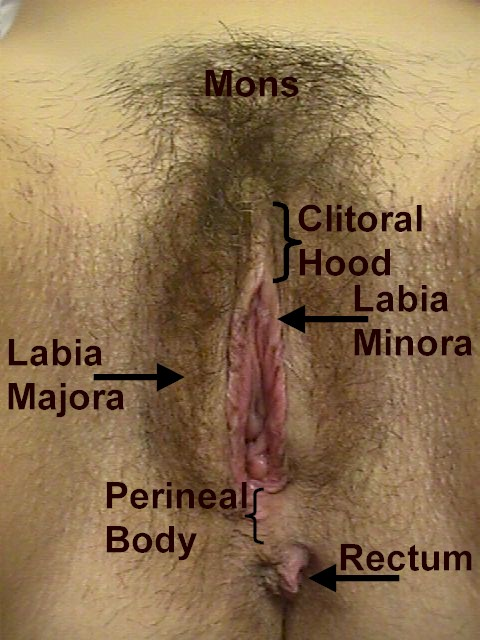 Mons
Clitoral
Hood
Labia
Minora
Labia
Majora
Perineal
Body
Rectum